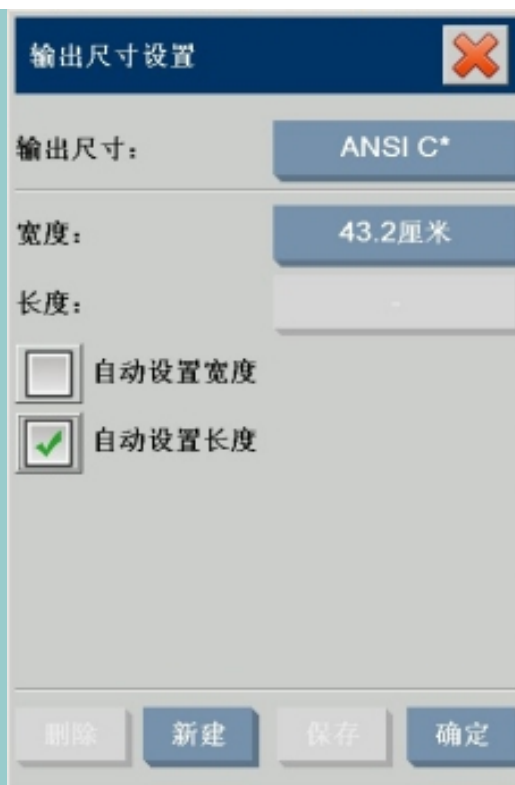 输出尺寸设置
输出尺寸: ANSI C*
宽度: 43.2厘米
长度: -
自动设置宽度
自动设置长度
删除 新建 保存 确定